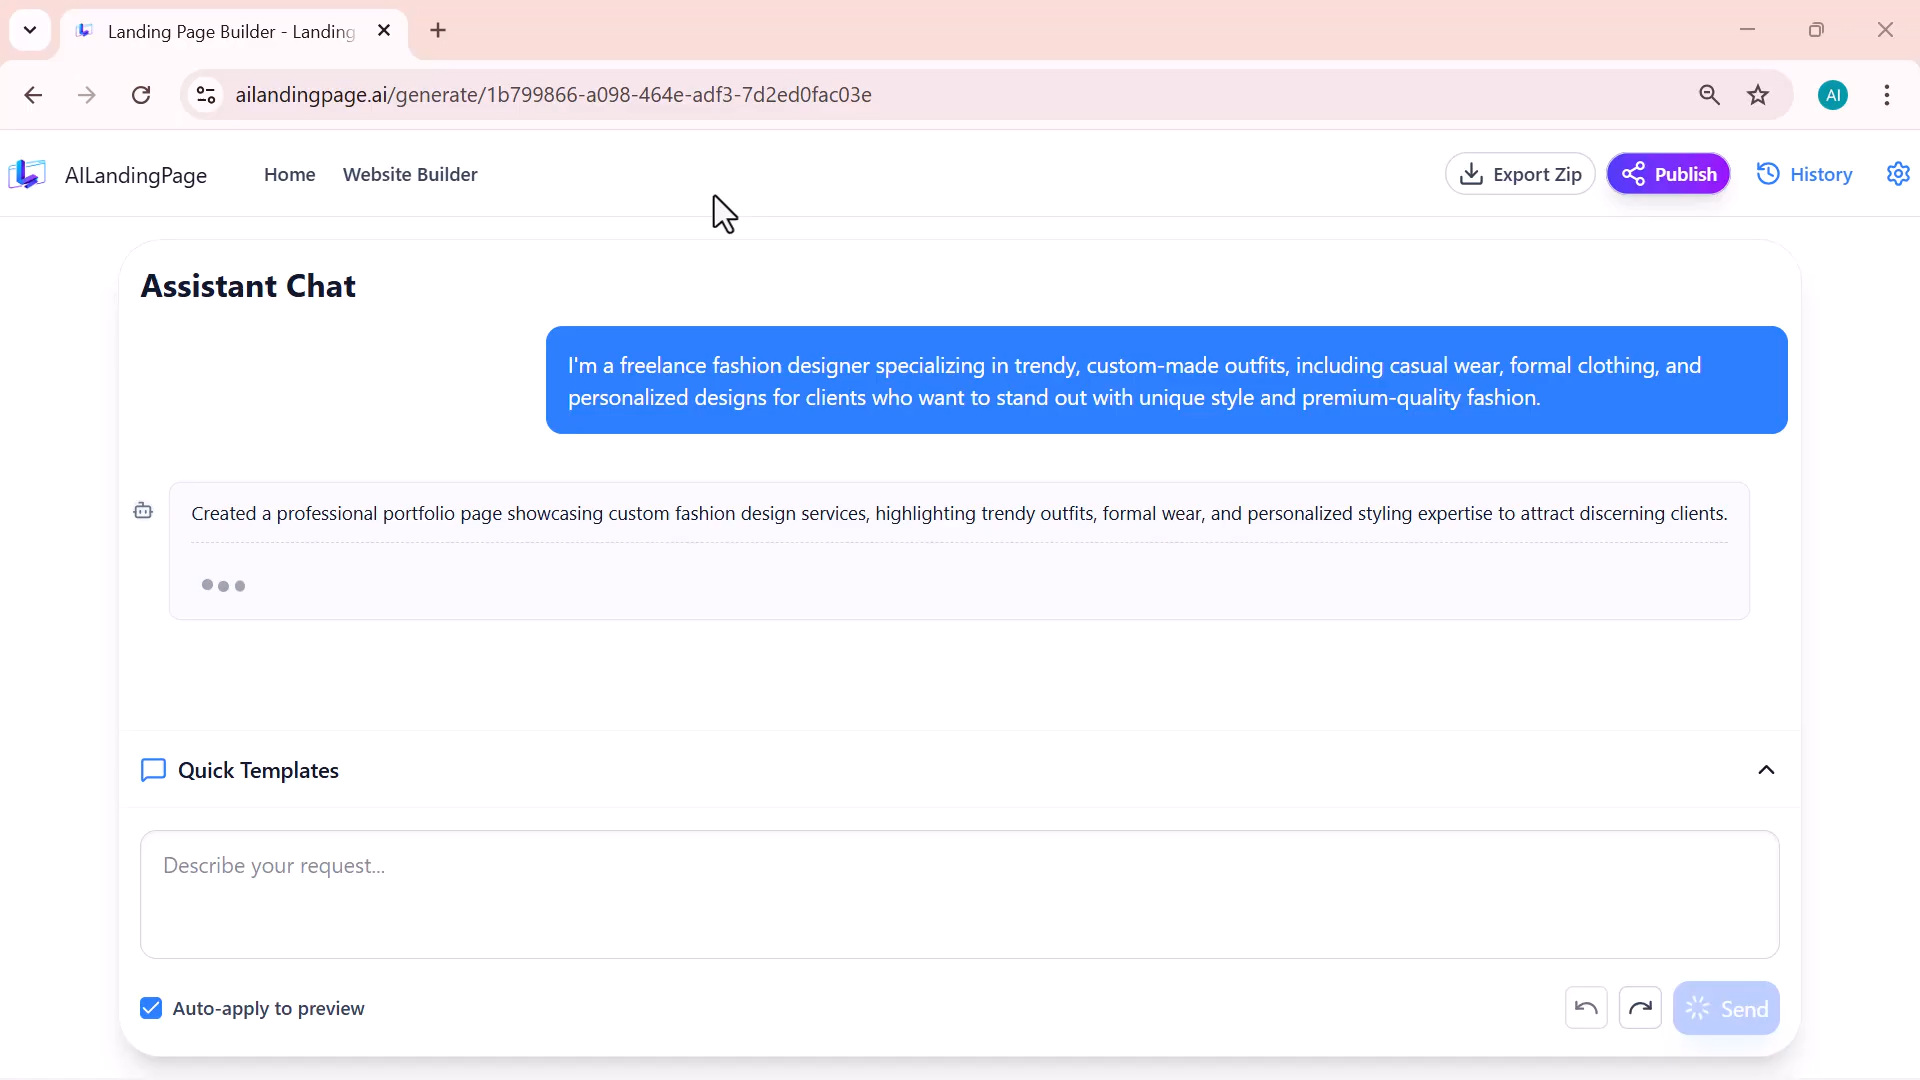 Landing Page Builder - Landing
ailandingpage.ai/generate/1b799866-a098-464e-adf3-7d2ed0fac03e
AI
AILandingPage
Home
Website Builder
Export Zip
Publish
History
Assistant Chat
I'm a freelance fashion designer specializing in trendy, custom-made outfits, including casual wear, formal clothing, and
personalized designs for clients who want to stand out with unique style and premium-quality fashion.
Created a professional portfolio page showcasing custom fashion design services, highlighting trendy outfits, formal wear, and personalized styling expertise to attract discerning clients.
Quick Templates
Describe your request...
Auto-apply to preview
Send